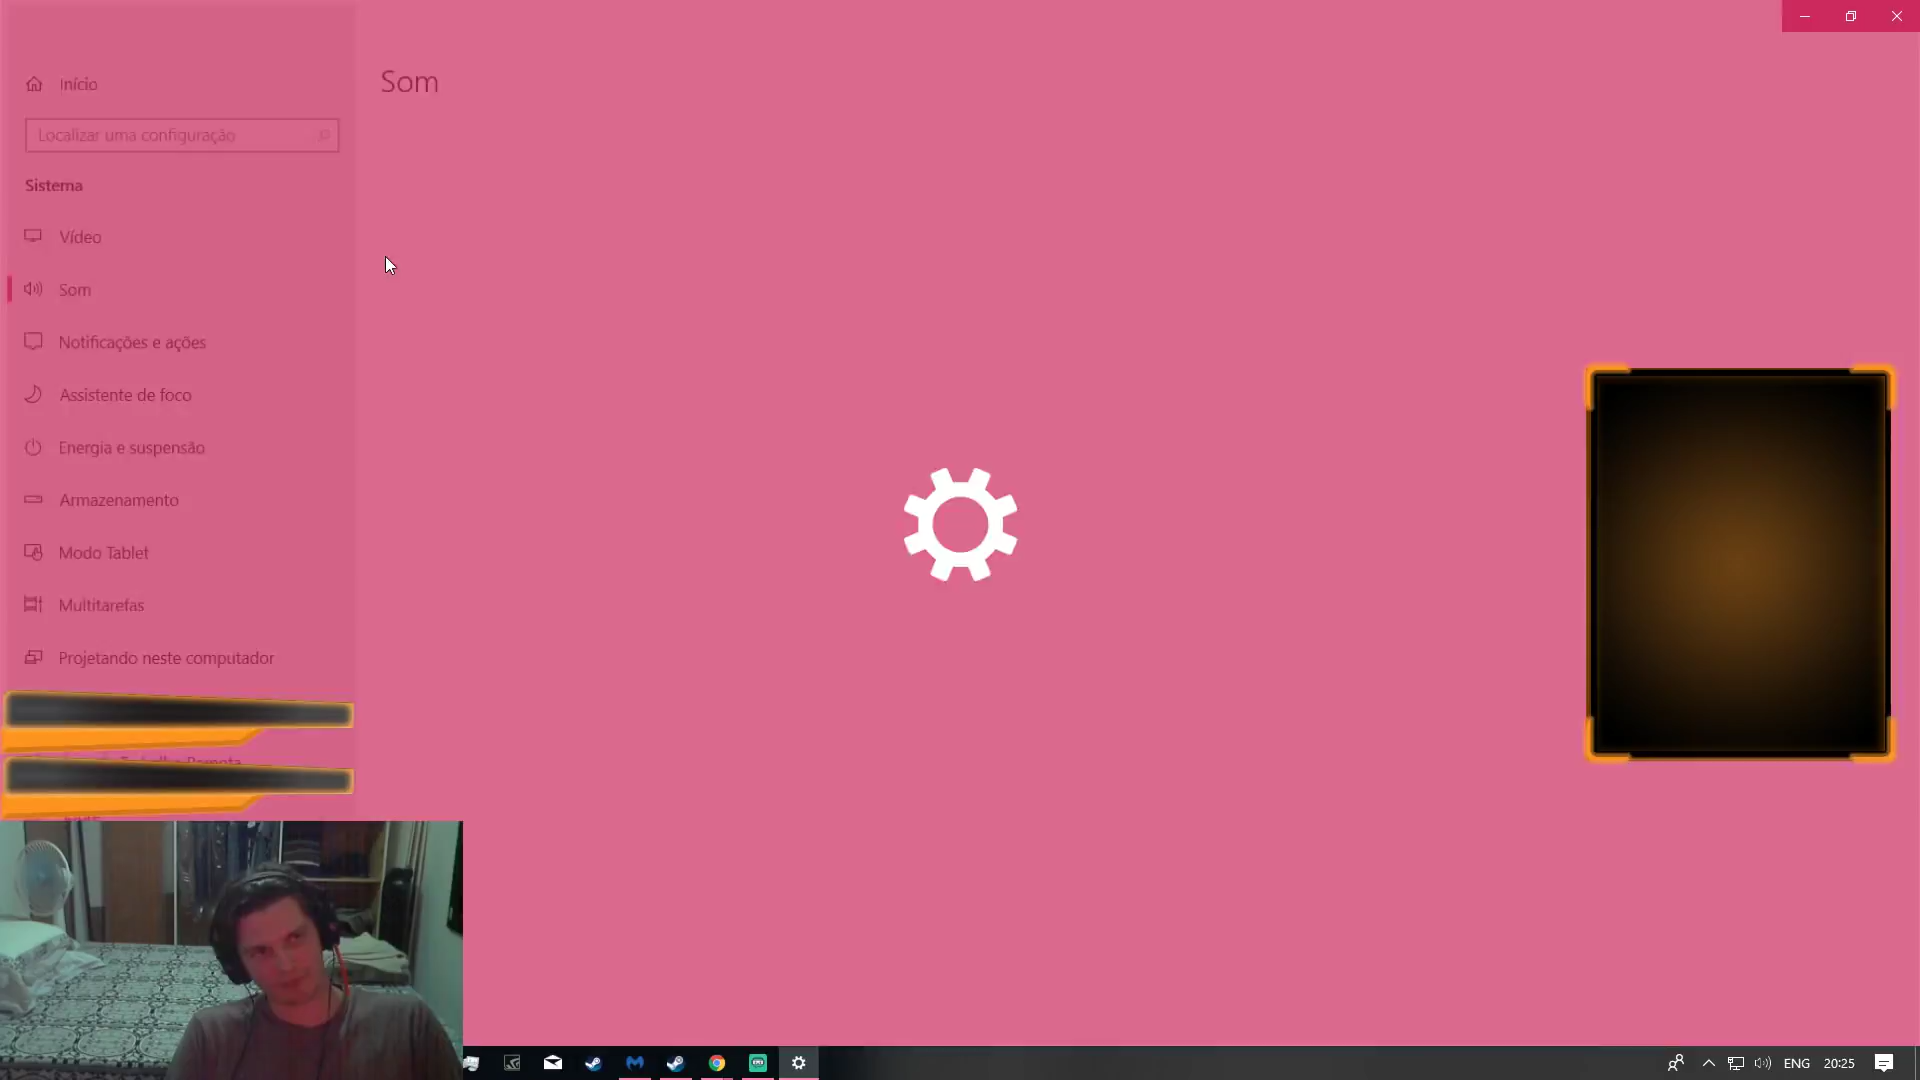 Início
Som
Localizar uma configuração
Sistema
Vídeo
Som
Notificações e ações
Assistente de foco
Energia e suspensão
Armazenamento
Modo Tablet
Multitarefas
Projetando neste computador
ENG 20:25